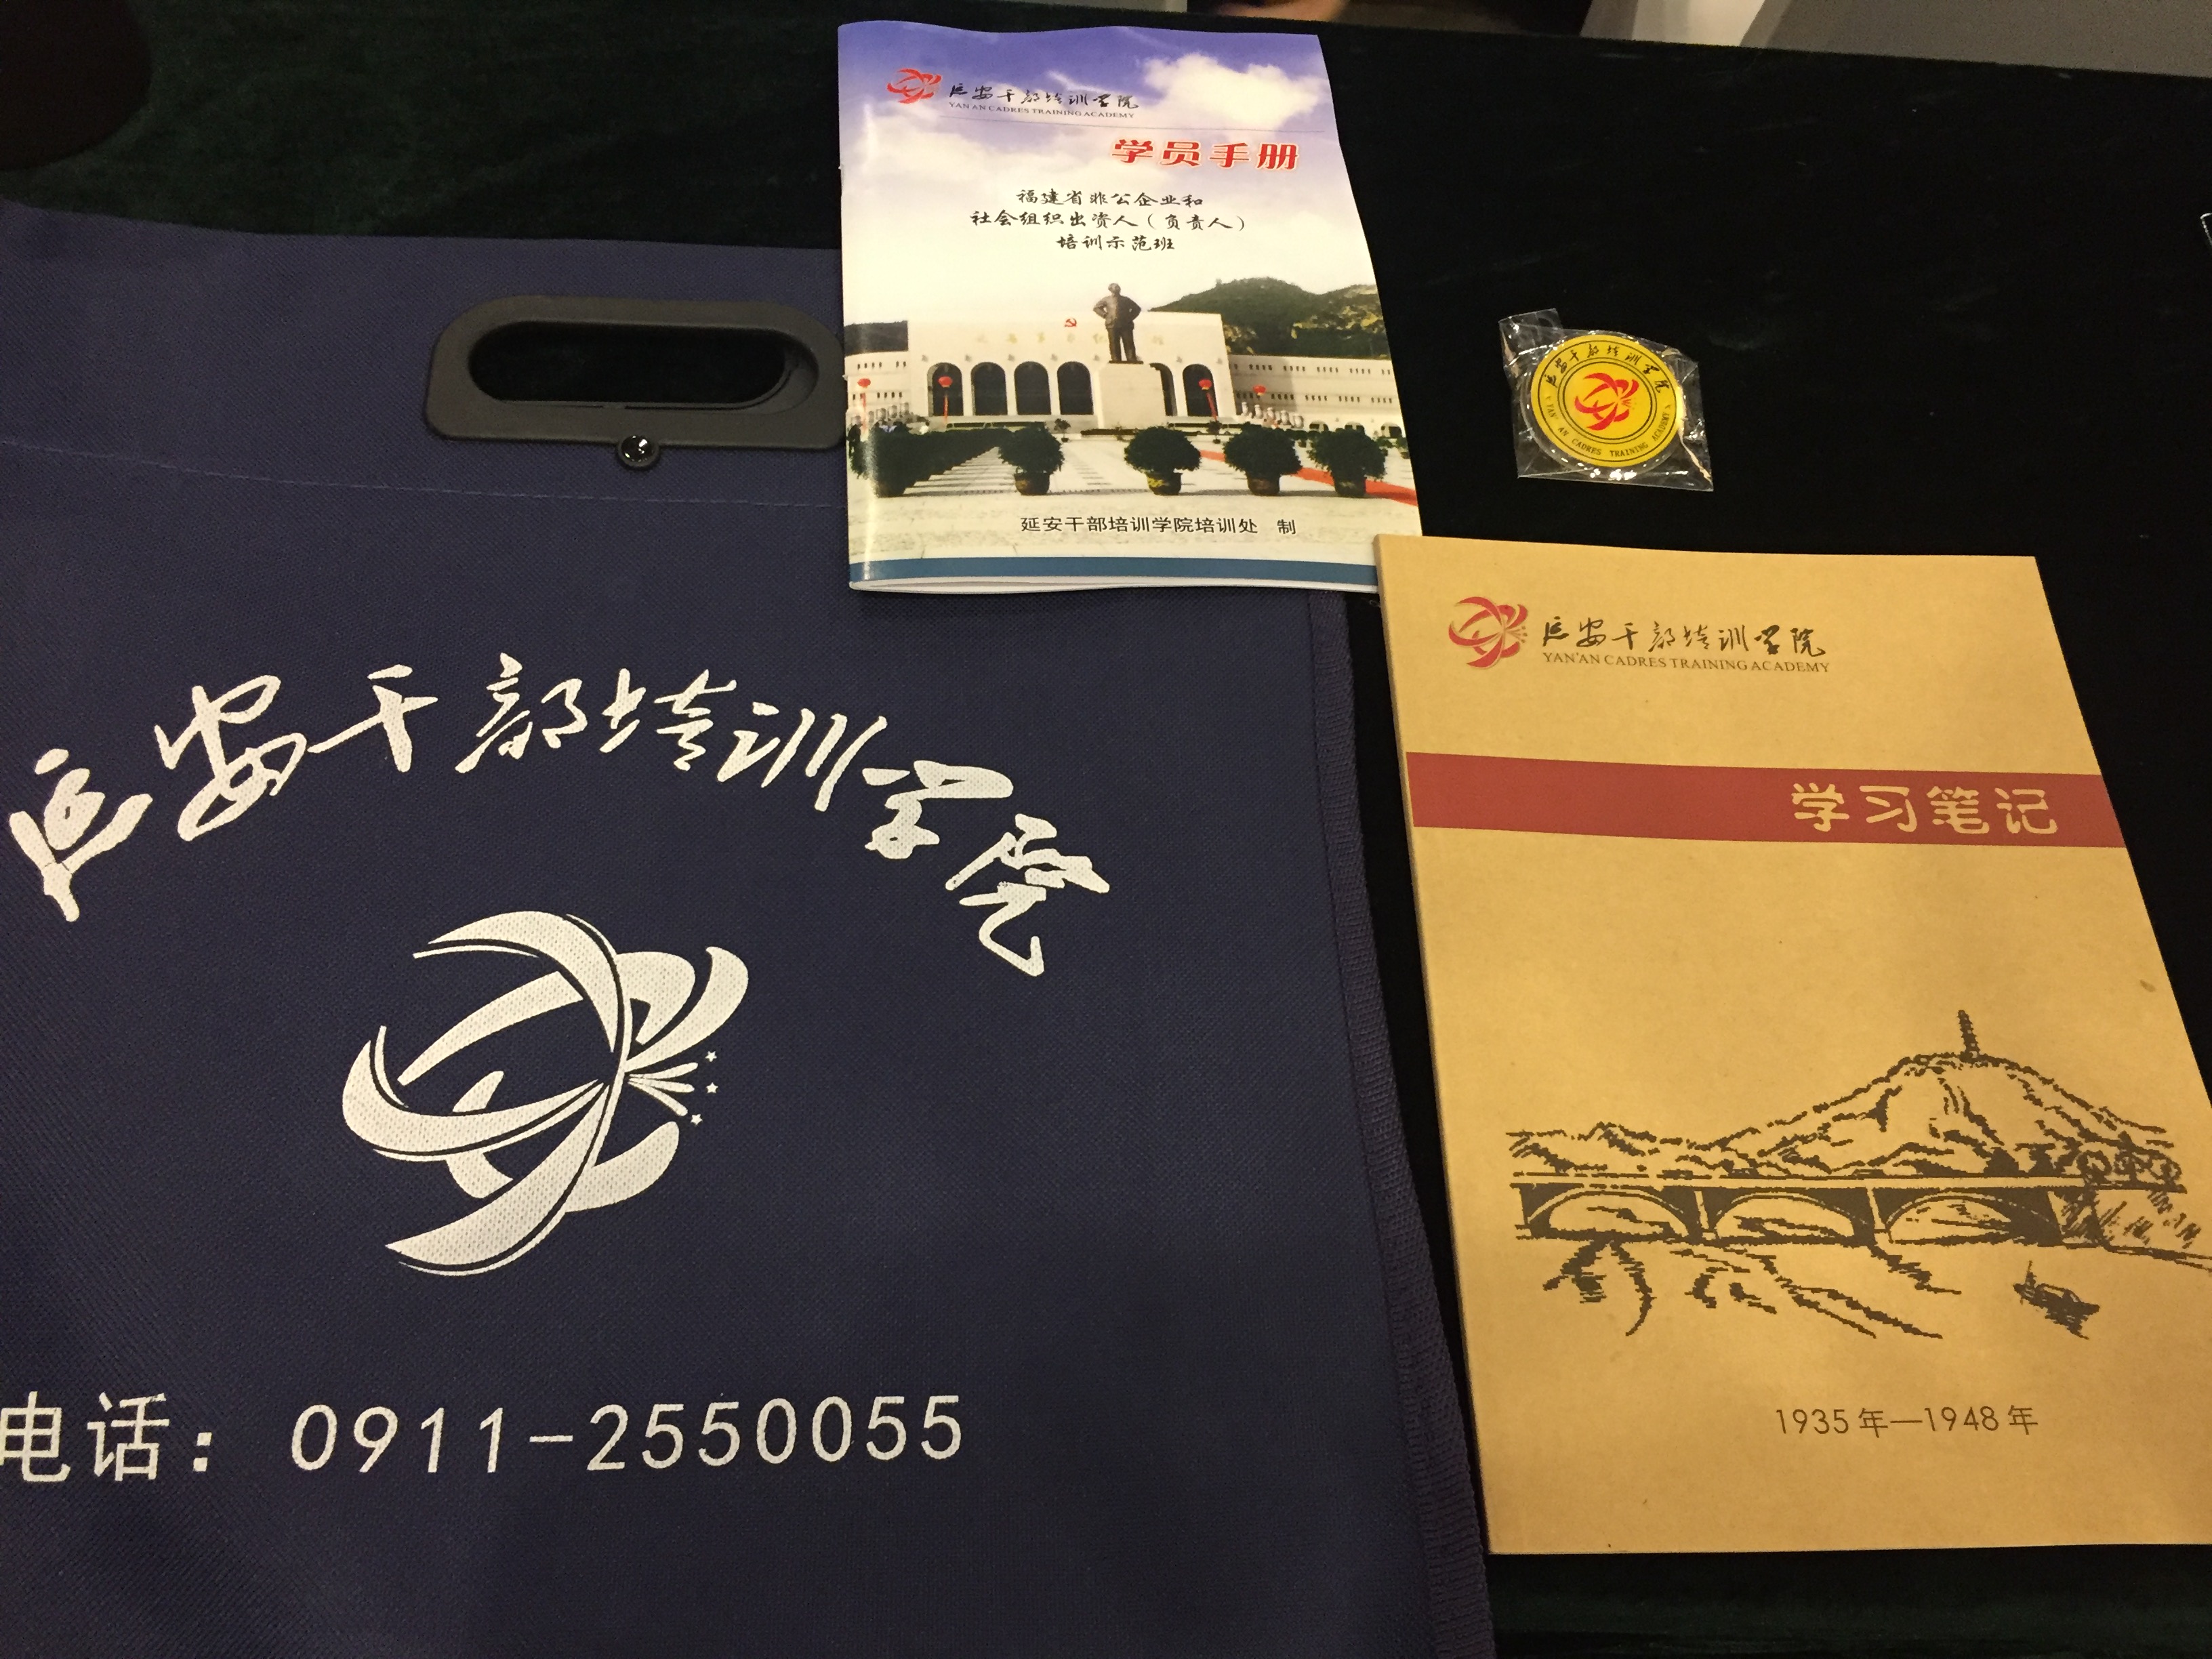 延安干部培训学院
YAN AN CADRES TRAINING ACADEMY
学员手册
福建省非公企业和
社会组织出资人（负责人）
培训示范班
延安干部培训学院培训处 制
延安干部培训学院
YAN AN CADRES TRAINING ACADEMY
延安干部培训学院
YAN'AN CADRES TRAINING ACADEMY
学习笔记
1935年—1948年
延安干部培训学院
电话：0911-2550055